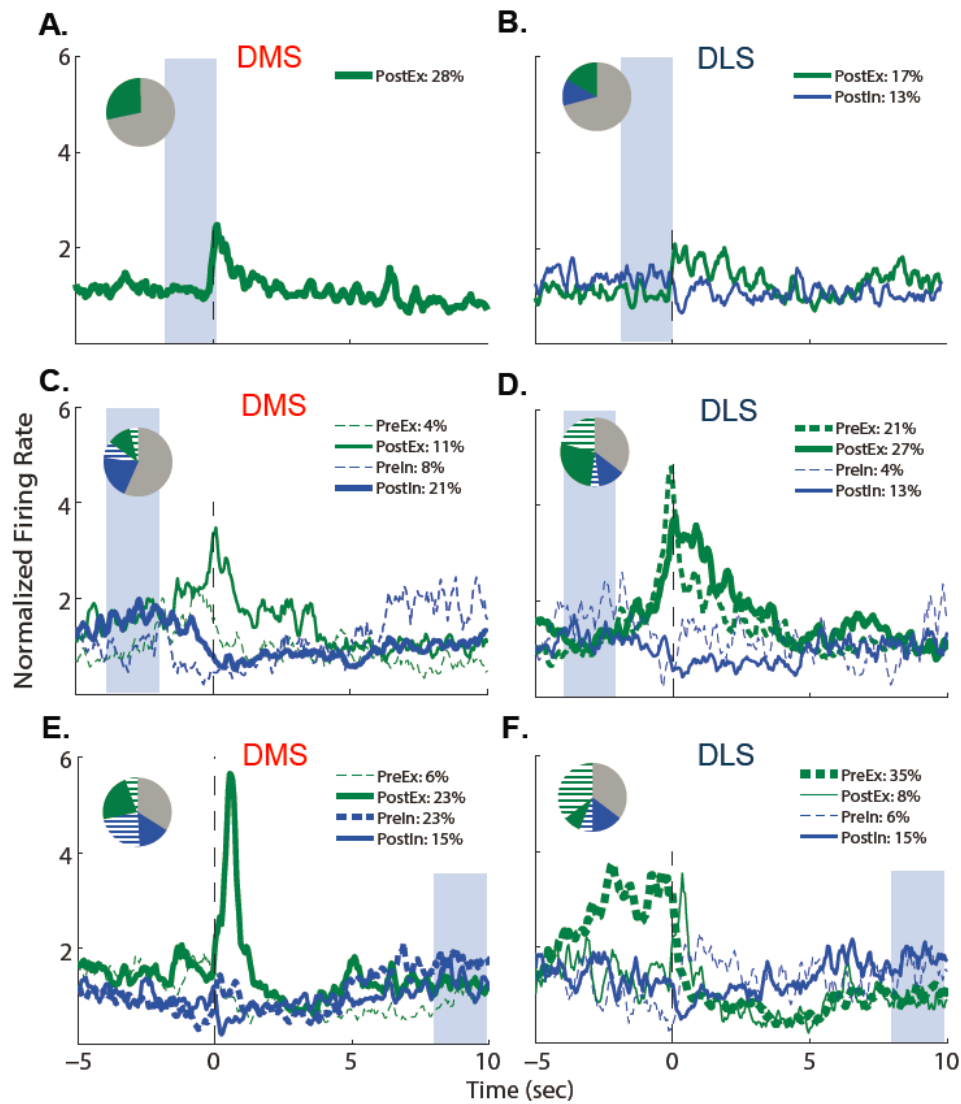 A.
DMS
PostEx: 28%
6
4
2
B.
DLS
PostEx: 17%
PostIn: 13%
C.
DMS
PreEx: 4%
PostEx: 11%
PreIn: 8%
PostIn: 21%
6
4
2
Normalized Firing Rate
D.
DLS
PreEx: 21%
PostEx: 27%
PreIn: 4%
PostIn: 13%
E.
DMS
PreEx: 6%
PostEx: 23%
PreIn: 23%
PostIn: 15%
6
4
2
−5
0
5
10
F.
DLS
PreEx: 35%
PostEx: 8%
PreIn: 6%
PostIn: 15%
−5
0
5
10
Time (sec)